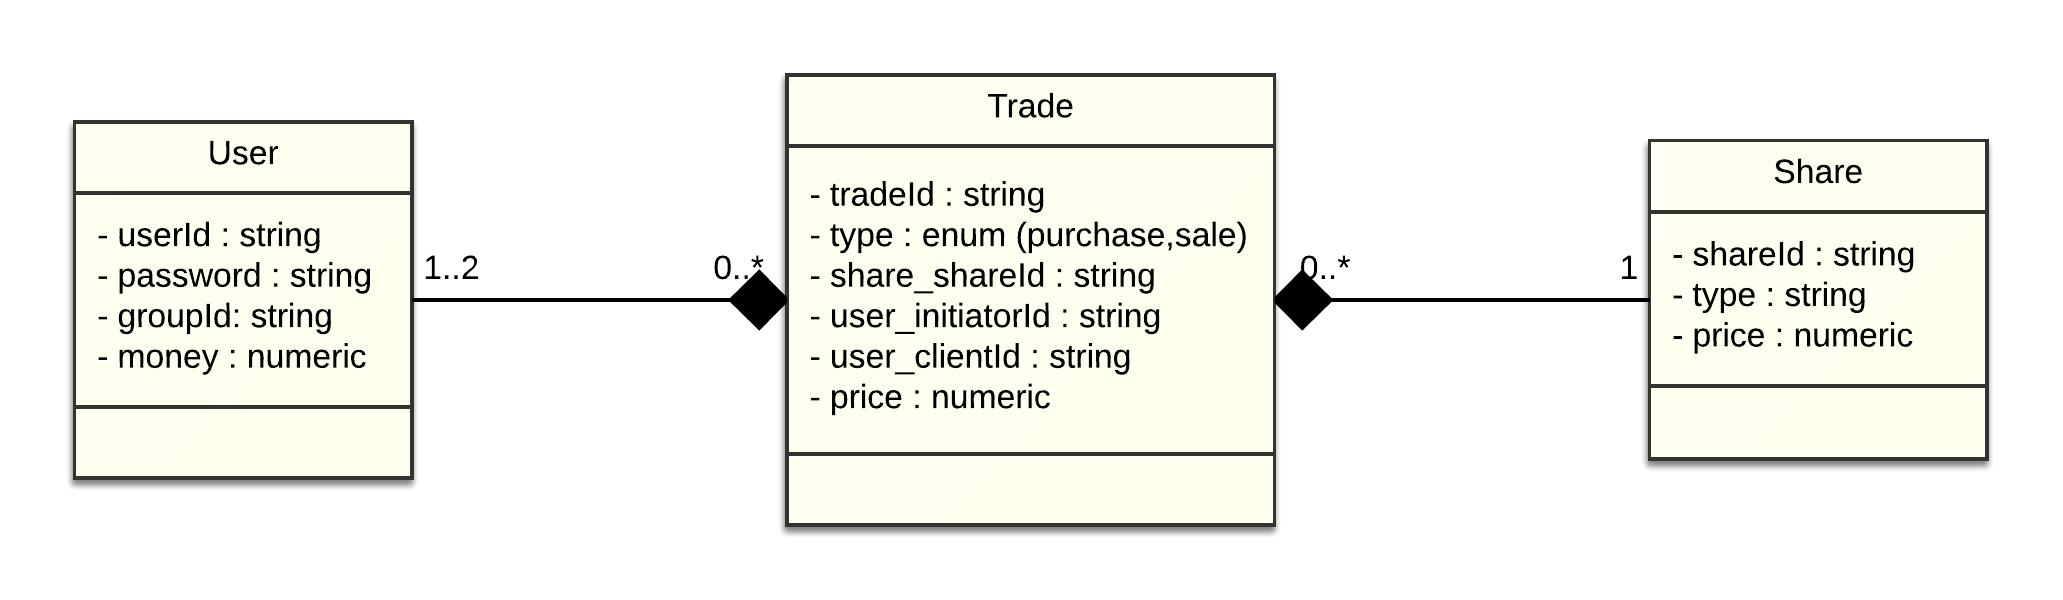 User
- userId : string
- password : string
- groupId: string
- money : numeric
1..2
0..*
Trade
- tradeId : string
- type : enum (purchase,sale)
- share_shareId : string
- user_initiatorId : string
- user_clientId : string
- price : numeric
0..*
1
Share
- shareId : string
- type : string
- price : numeric